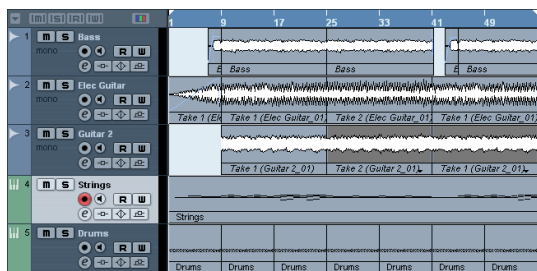 M S R W
1 9 17 25 33 41 49
1 m S Bass
mono R W
e
E Bass Bass E Bass
2 m S Elec Guitar
mono R W
e
Take 1 (Ele Take 1 (Elec Guitar_01) Take 2 (Elec Guitar_01) Take 1 (Elec Guitar_01)
3 m S Guitar 2
mono R W
e
Take 1 (Guitar 2_01) Take 2 (Guitar 2_01) Take 1 (Guitar 2_01)
4 m S Strings
R W
e
Strings
5 m S Drums
R W
e
Drums Drums Drums Drums Drums Drums Drums